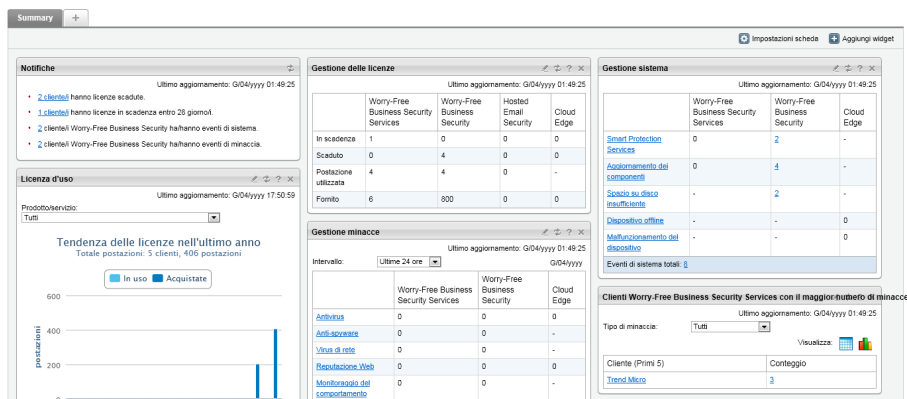 Summary +
Impostazioni scheda Aggiungi widget
Notifiche
Ultimo aggiornamento: G/04/yyyy 01:49:25
2 cliente/i hanno licenze scadute.
1 cliente/i hanno licenze in scadenza entro 28 giorno/i.
2 cliente/i Worry-Free Business Security ha/hanno eventi di sistema.
2 cliente/i Worry-Free Business Security ha/hanno eventi di minaccia.
Licenza d'uso
Ultimo aggiornamento: G/04/yyyy 17:50:59
Prodotto/servizio:
Tutti
Tendenza delle licenze nell'ultimo anno
Totale postazioni: 5 clienti, 406 postazioni
In uso Acquistate
600
400
200
0
postazioni
Gestione delle licenze
Ultimo aggiornamento: G/04/yyyy 01:49:25
Worry-Free Business Security Services
Worry-Free Business Security
Hosted Email Security
Cloud Edge
In scadenza 1 0 0 0
Scaduto 0 4 0 0
Postazione utilizzata 4 4 0 -
Fornito 6 800 0 0
Gestione minacce
Ultimo aggiornamento: G/04/yyyy 01:49:25
Intervallo: Ultime 24 ore G/04/yyyy
Worry-Free Business Security Services
Worry-Free Business Security
Cloud Edge
Antivirus 0 0 0
Anti-spyware 0 0 -
Virus di rete 0 0 -
Reputazione Web 0 0 0
Monitoraggio del comportamento 0 0 -
Gestione sistema
Ultimo aggiornamento: G/04/yyyy 01:49:25
Worry-Free Business Security Services
Worry-Free Business Security
Cloud Edge
Smart Protection Services 0 2 -
Aggiornamento dei componenti 0 4 -
Spazio su disco insufficiente - 2 -
Dispositivo offline - - 0
Malfunzionamento del dispositivo - - 0
Eventi di sistema totali: 8
Clienti Worry-Free Business Security Services con il maggior numero di minacce
Ultimo aggiornamento: G/04/yyyy 01:49:25
Tipo di minaccia: Tutti
Visualizza:
Cliente (Primi 5) Conteggio
Trend Micro 3